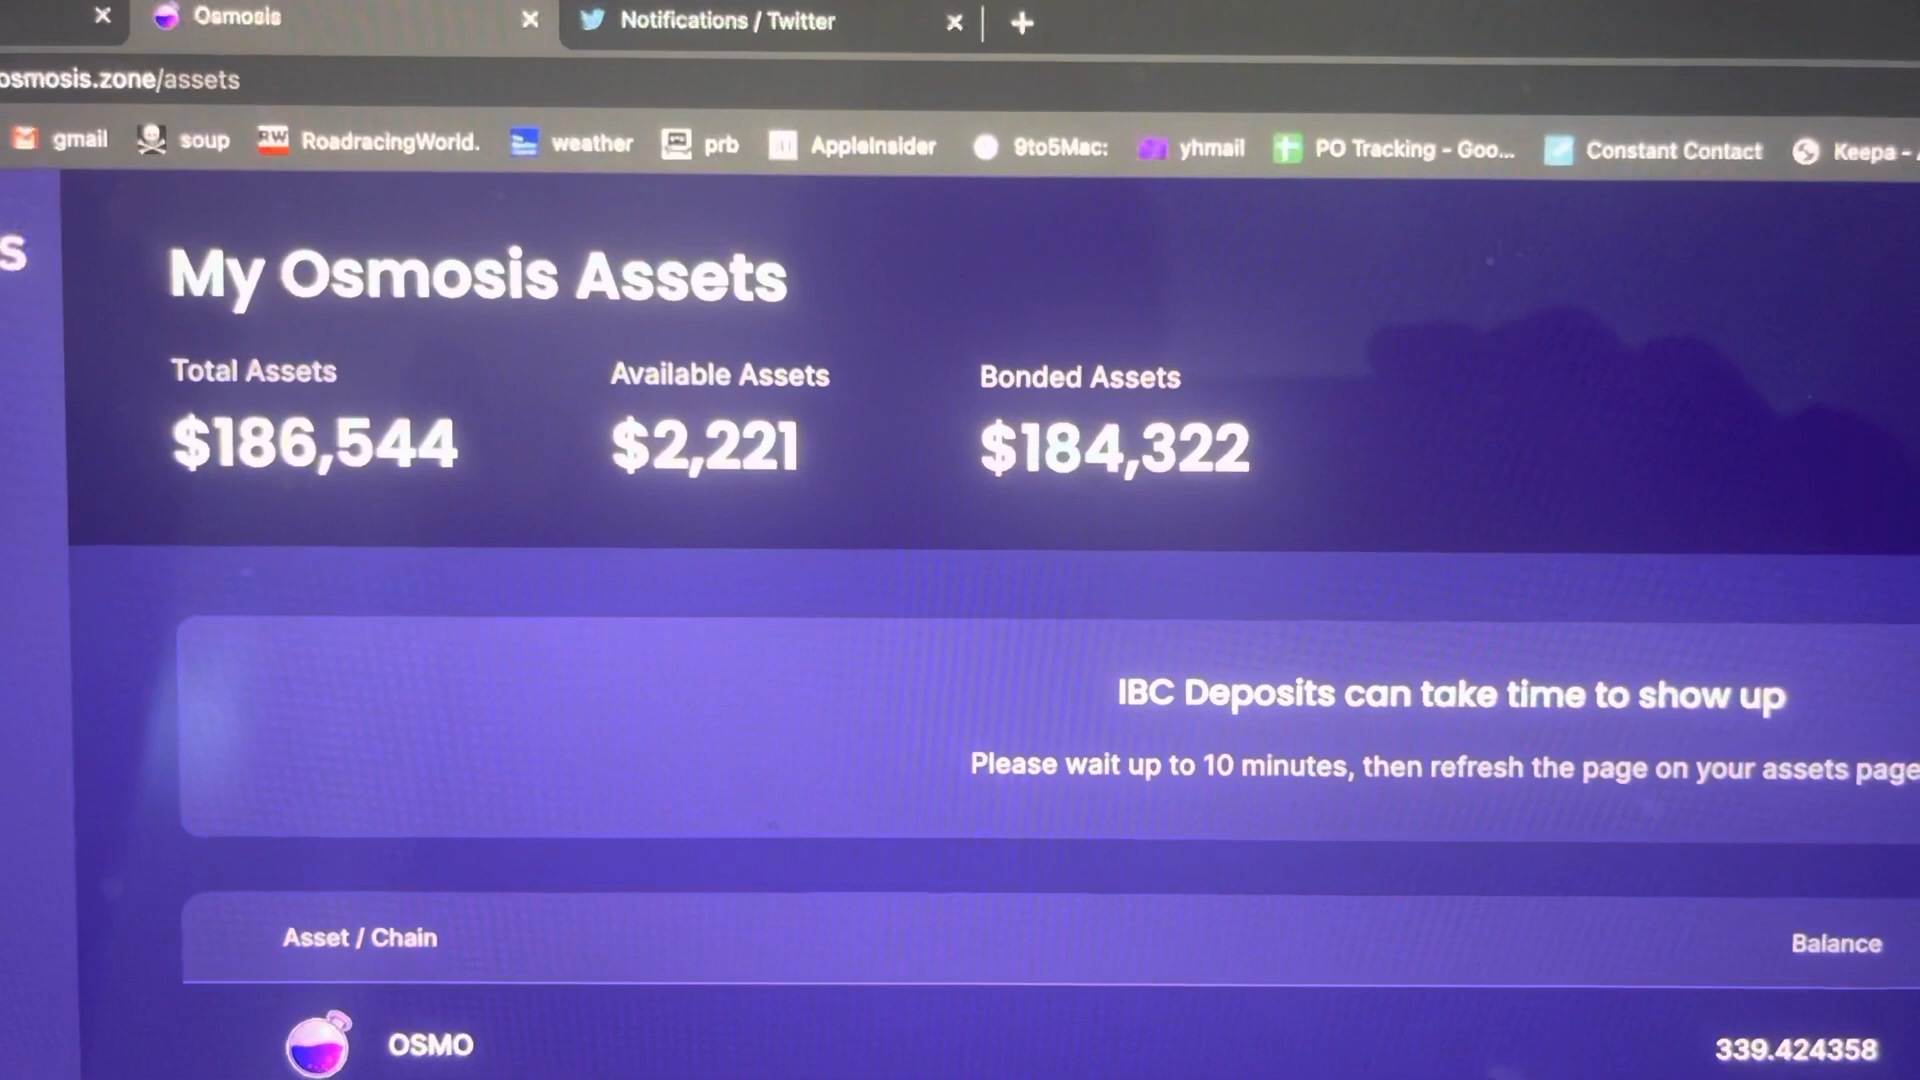 Osmosis
Notifications / Twitter
osmosis.zone/assets
gmail soup RW RoadracingWorld. weather prb AppleInsider 9to5Mac: yhmail PO Tracking - Goo... Constant Contact Keepa -
S
My Osmosis Assets
Total Assets Available Assets Bonded Assets
$186,544 $2,221 $184,322
IBC Deposits can take time to show up
Please wait up to 10 minutes, then refresh the page on your assets page
Asset / Chain Balance
OSMO 339.424358